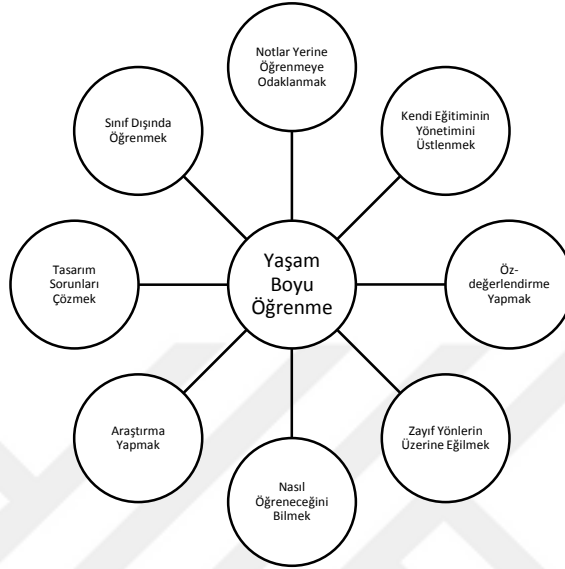 Notlar Yerine
Öğrenmeye
Odaklanmak
Kendi Eğitiminin
Yönetimini
Üstlenmek
Öz-
değerlendirme
Yapmak
Zayıf Yönlerin
Üzerine Eğilmek
Nasıl
Öğreneceğini
Bilmek
Araştırma
Yapmak
Tasarım
Sorunları
Çözmek
Sınıf Dışında
Öğrenmek
Yaşam
Boyu
Öğrenme